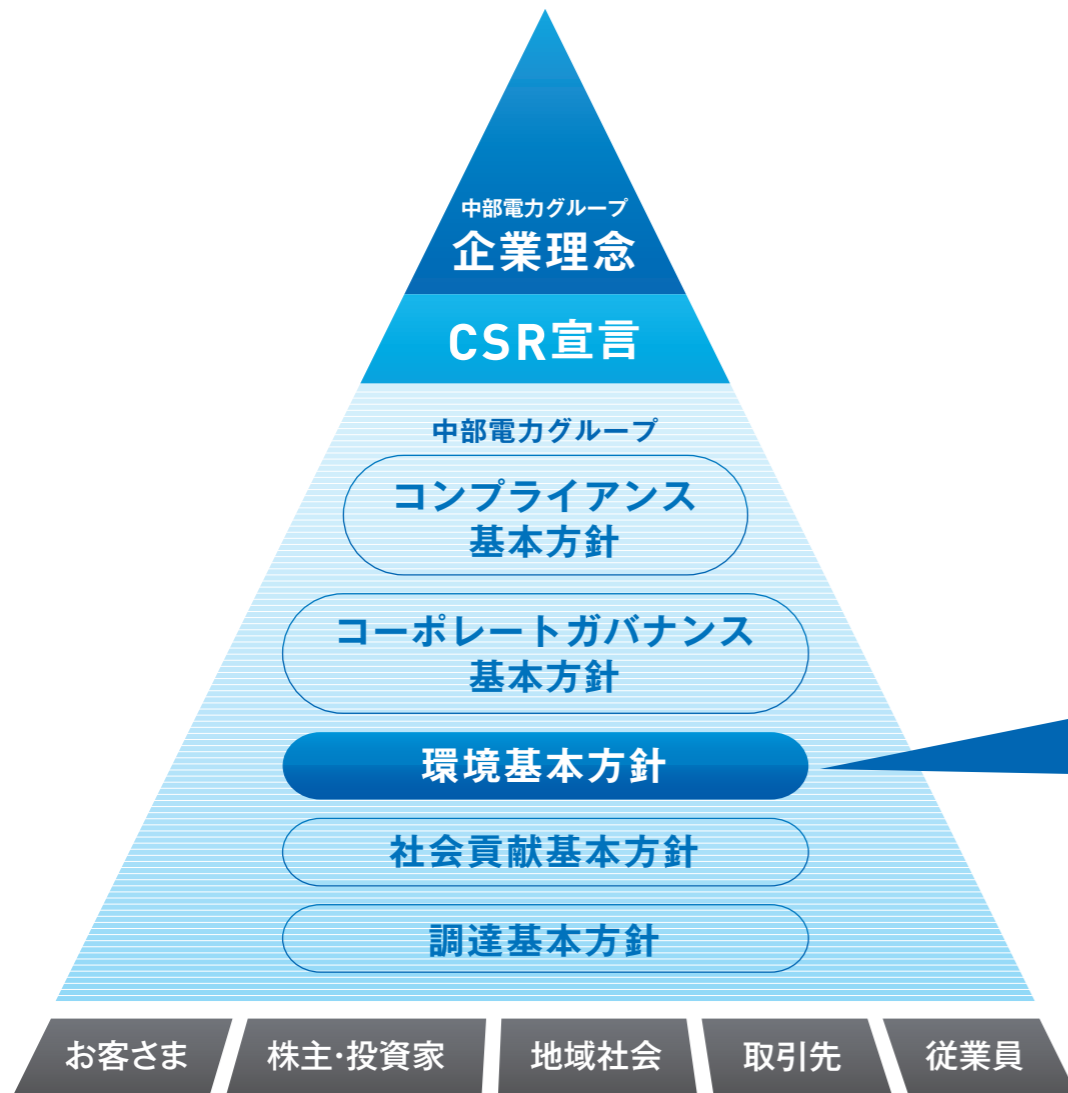 中部電力グループ
企業理念
CSR宣言
中部電力グループ
コンプライアンス
基本方針
コーポレートガバナンス
基本方針
環境基本方針
社会貢献基本方針
調達基本方針
お客さま 株主・投資家 地域社会 取引先 従業員